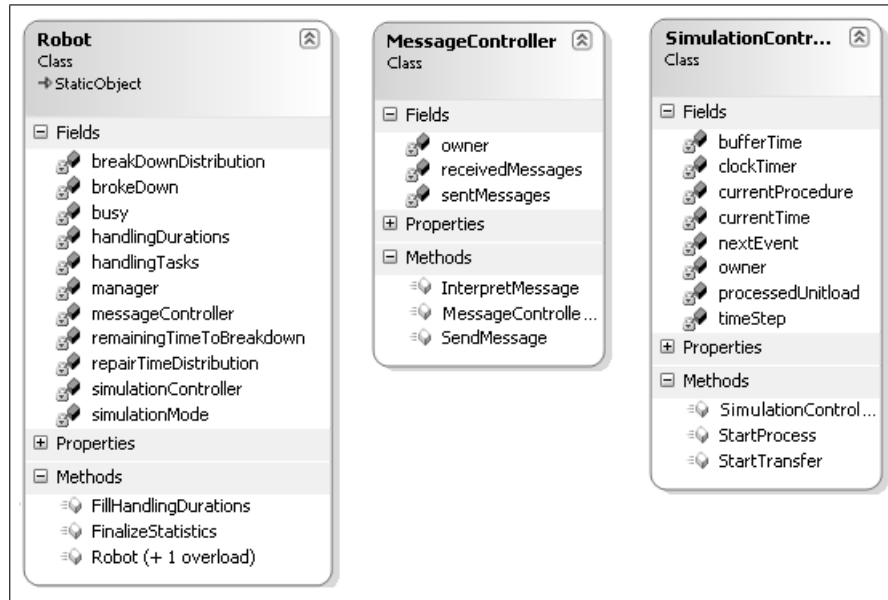 Robot
Class
StaticObject
Fields
breakDownDistribution
brokeDown
busy
handlingDurations
handlingTasks
manager
messageController
remainingTimeToBreakdown
repairTimeDistribution
simulationController
simulationMode
Properties
Methods
FillHandlingDurations
FinalizeStatistics
Robot (+ 1 overload)
MessageController
Class
Fields
owner
receivedMessages
sentMessages
Properties
Methods
InterpretMessage
MessageControlle...
SendMessage
SimulationContr...
Class
Fields
bufferTime
clockTimer
currentProcedure
currentTime
nextEvent
owner
processedUnitload
timeStep
Properties
Methods
SimulationControl...
StartProcess
StartTransfer